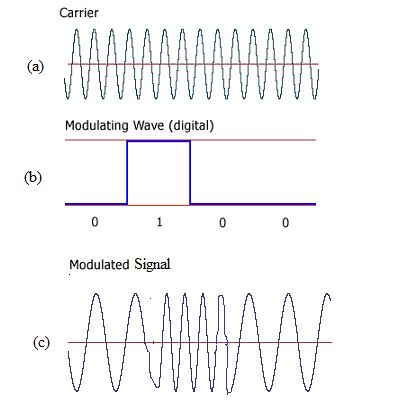 Carrier
(a)
Modulating Wave (digital)
(b)
0 1 0 0
Modulated Signal
(c)